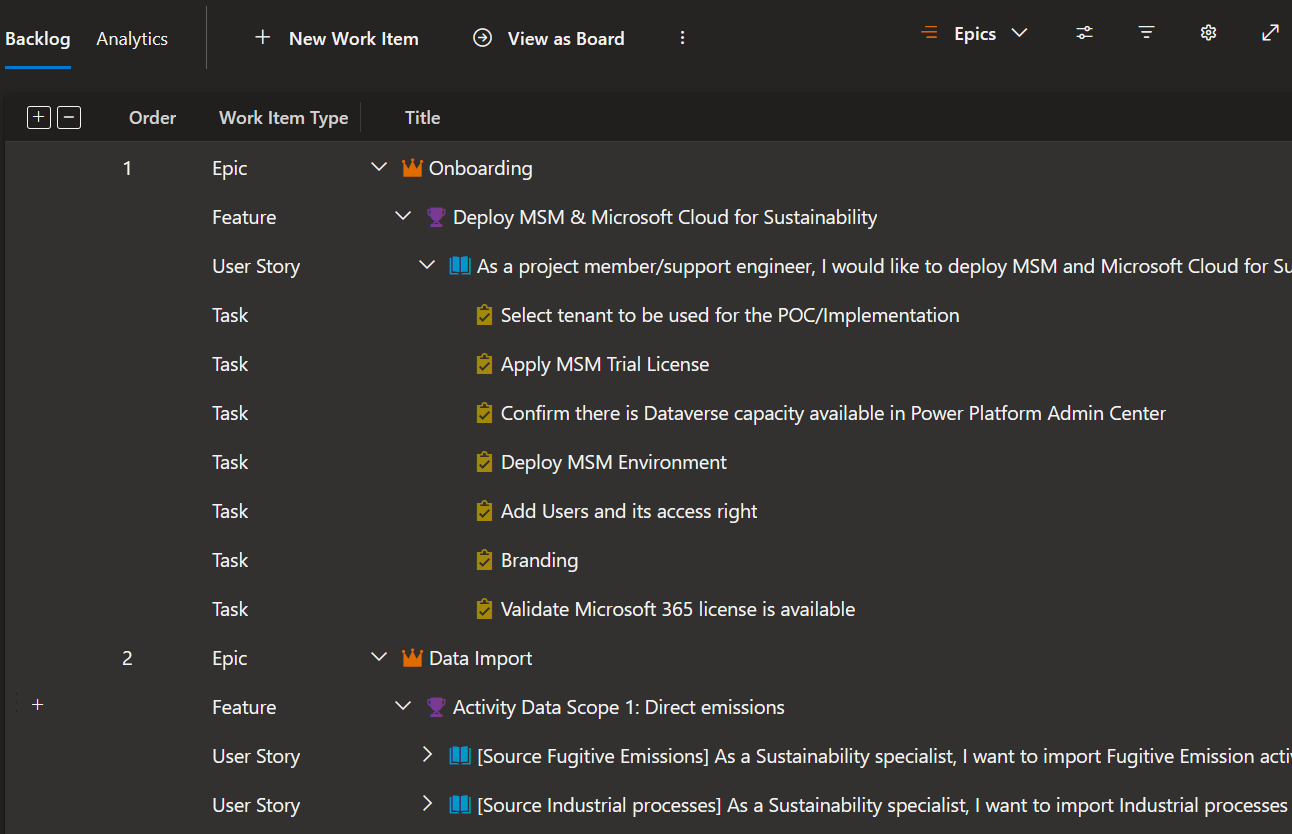 Backlog Analytics New Work Item View as Board Epics
Order Work Item Type Title
1 Epic Onboarding
Feature Deploy MSM & Microsoft Cloud for Sustainability
User Story As a project member/support engineer, I would like to deploy MSM and Microsoft Cloud for Su
Task Select tenant to be used for the POC/Implementation
Task Apply MSM Trial License
Task Confirm there is Dataverse capacity available in Power Platform Admin Center
Task Deploy MSM Environment
Task Add Users and its access right
Task Branding
Task Validate Microsoft 365 license is available
2 Epic Data Import
Feature Activity Data Scope 1: Direct emissions
User Story [Source Fugitive Emissions] As a Sustainability specialist, I want to import Fugitive Emission activ
User Story [Source Industrial processes] As a Sustainability specialist, I want to import Industrial processes